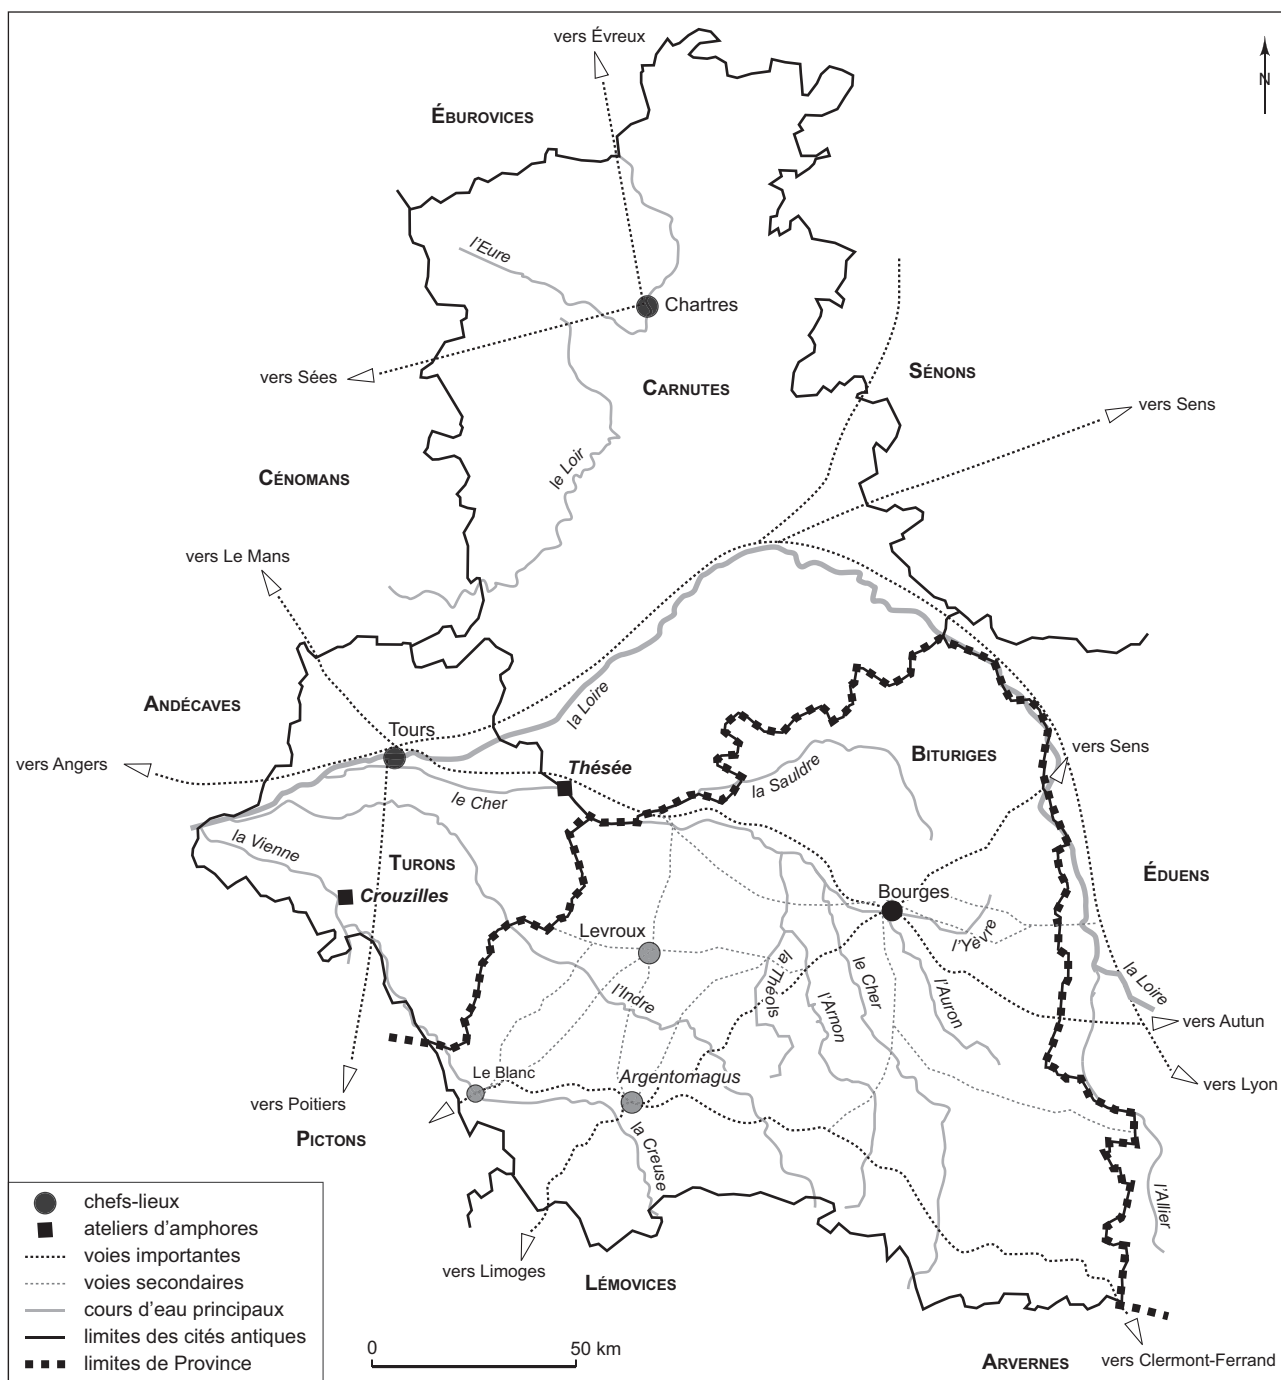 vers Évreux
N
ÉBUROVICES
l'Eure
Chartres
vers Sées
CARNUTES
SÉNONS
vers Sens
le Loir
CÉNOMANS
vers Le Mans
ANDÉCAVES
Tours
la Loire
vers Angers
Thésée
le Cher
la Sauldre
BITURIGES
vers Sens
la Vienne
TURONS
Crouzilles
Bourges
ÉDUENS
Levroux
l'Yèvre
la Théols
le Cher
l'Auron
la Loire
l'Indre
l'Arnon
vers Autun
Le Blanc
Argentomagus
vers Lyon
vers Poitiers
PICTONS
la Creuse
l'Allier
vers Limoges
LÉMOVICES
chefs-lieux
ateliers d'amphores
voies importantes
voies secondaires
cours d'eau principaux
limites des cités antiques
limites de Province
0 50 km
ARVERNES
vers Clermont-Ferrand